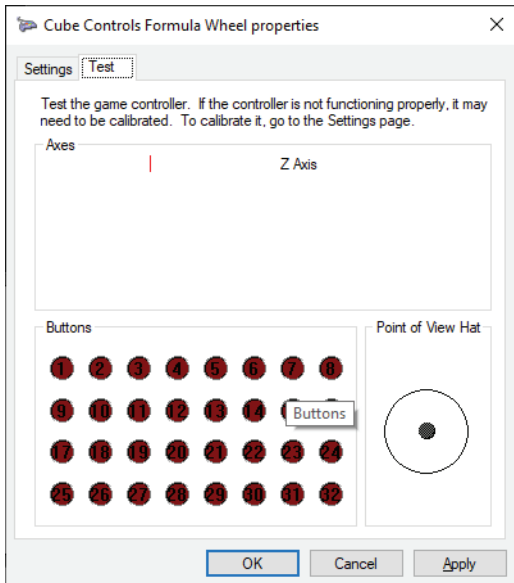 Cube Controls Formula Wheel properties
Settings Test
Test the game controller. If the controller is not functioning properly, it may
need to be calibrated. To calibrate it, go to the Settings page.
Axes
Z Axis
Buttons
Point of View Hat
1 2 3 4 5 6 7 8
9 10 11 12 13 14 Buttons
17 18 19 20 21 22 23 24
25 26 27 28 29 30 31 32
OK Cancel Apply